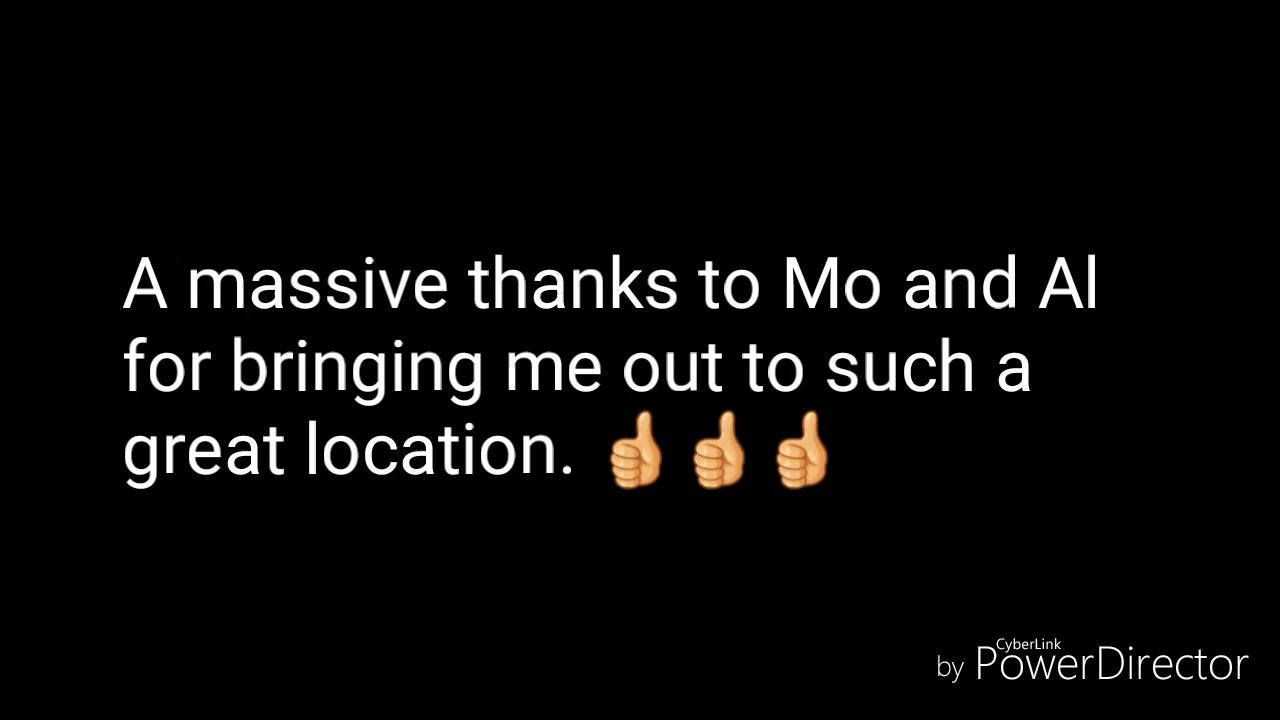 A massive thanks to Mo and Al
for bringing me out to such a
great location. 👍👍👍
CyberLink
by PowerDirector